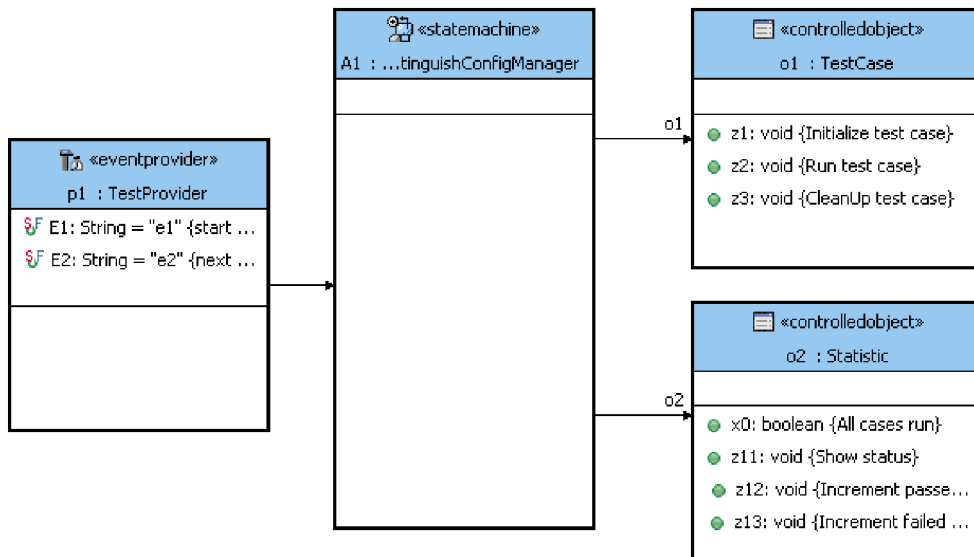 «eventprovider»
p1 : TestProvider
E1: String = "e1" {start ...
E2: String = "e2" {next ...
«statemachine»
A1 : ...tinguishConfigManager
o1
o2
«controlledobject»
o1 : TestCase
z1: void {Initialize test case}
z2: void {Run test case}
z3: void {CleanUp test case}
«controlledobject»
o2 : Statistic
x0: boolean {All cases run}
z11: void {Show status}
z12: void {Increment passe...
z13: void {Increment failed ...